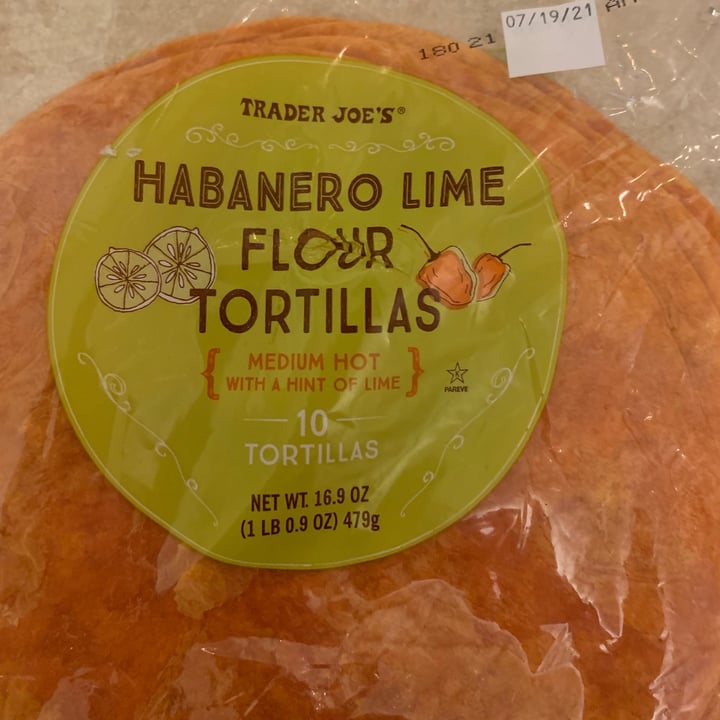 07/19/21
180 21
TRADER JOE'S®
HABANERO LIME
FLOUR
TORTILLAS
{ MEDIUM HOT
WITH A HINT OF LIME }
K
PAREVE
10
TORTILLAS
NET WT. 16.9 OZ
(1 LB 0.9 OZ) 479g